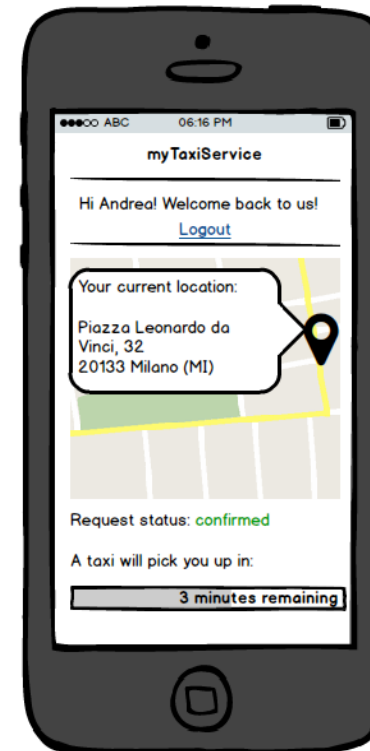 ABC 06:16 PM
myTaxiService
Hi Andrea! Welcome back to us!
Logout
Your current location:
Piazza Leonardo da
Vinci, 32
20133 Milano (MI)
Request status: confirmed
A taxi will pick you up in:
3 minutes remaining